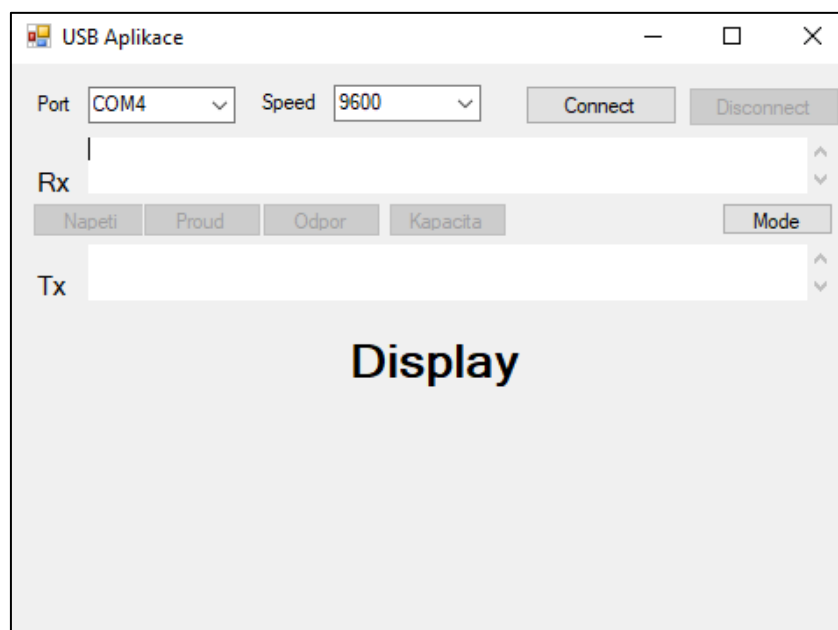 USB Aplikace
Port COM4 Speed 9600 Connect Disconnect
Rx
Napeti Proud Odpor Kapacita Mode
Tx
Display